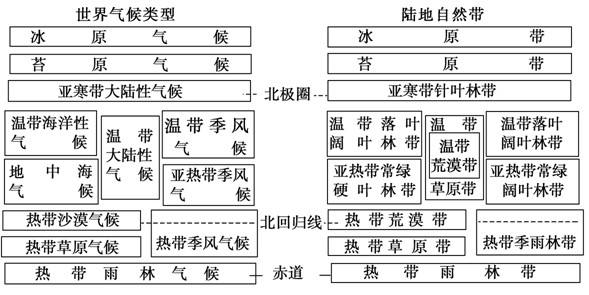 世界气候类型 陆地自然带
冰原气候 冰原带
苔原气候 苔原带
亚寒带大陆性气候 北极圈 亚寒带针叶林带
温带海洋性
气候
温带
大陆性
气候
温带季风
气候
地中海
气候
亚热带季风
气候
温带落叶
阔叶林带
温带
温带
荒漠带
草原带
温带落叶
阔叶林带
亚热带常绿
硬叶林带
亚热带常绿
阔叶林带
热带沙漠气候 北回归线 热带荒漠带
热带草原气候 热带季风气候 热带草原带 热带季雨林带
热带雨林气候 赤道 热带雨林带